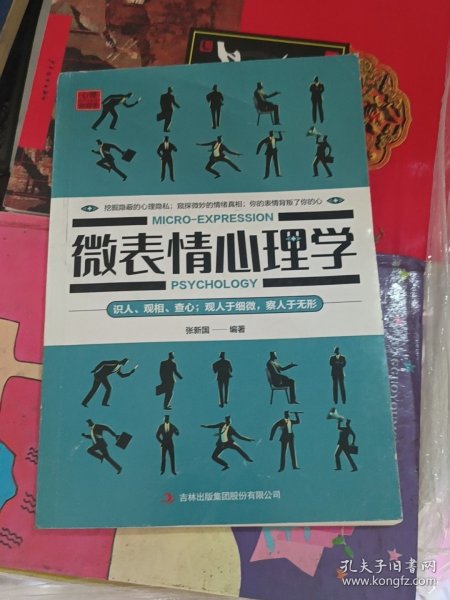 挖掘隐蔽的心理隐私；窥探微妙的情绪真相；你的表情背叛了你的心
MICRO-EXPRESSION
微表情心理学
PSYCHOLOGY
识人、观相、查心；观人于细微，察人于无形
张新国 —— 编著
吉林出版集团股份有限公司
孔夫子旧书网
www.kongfz.com